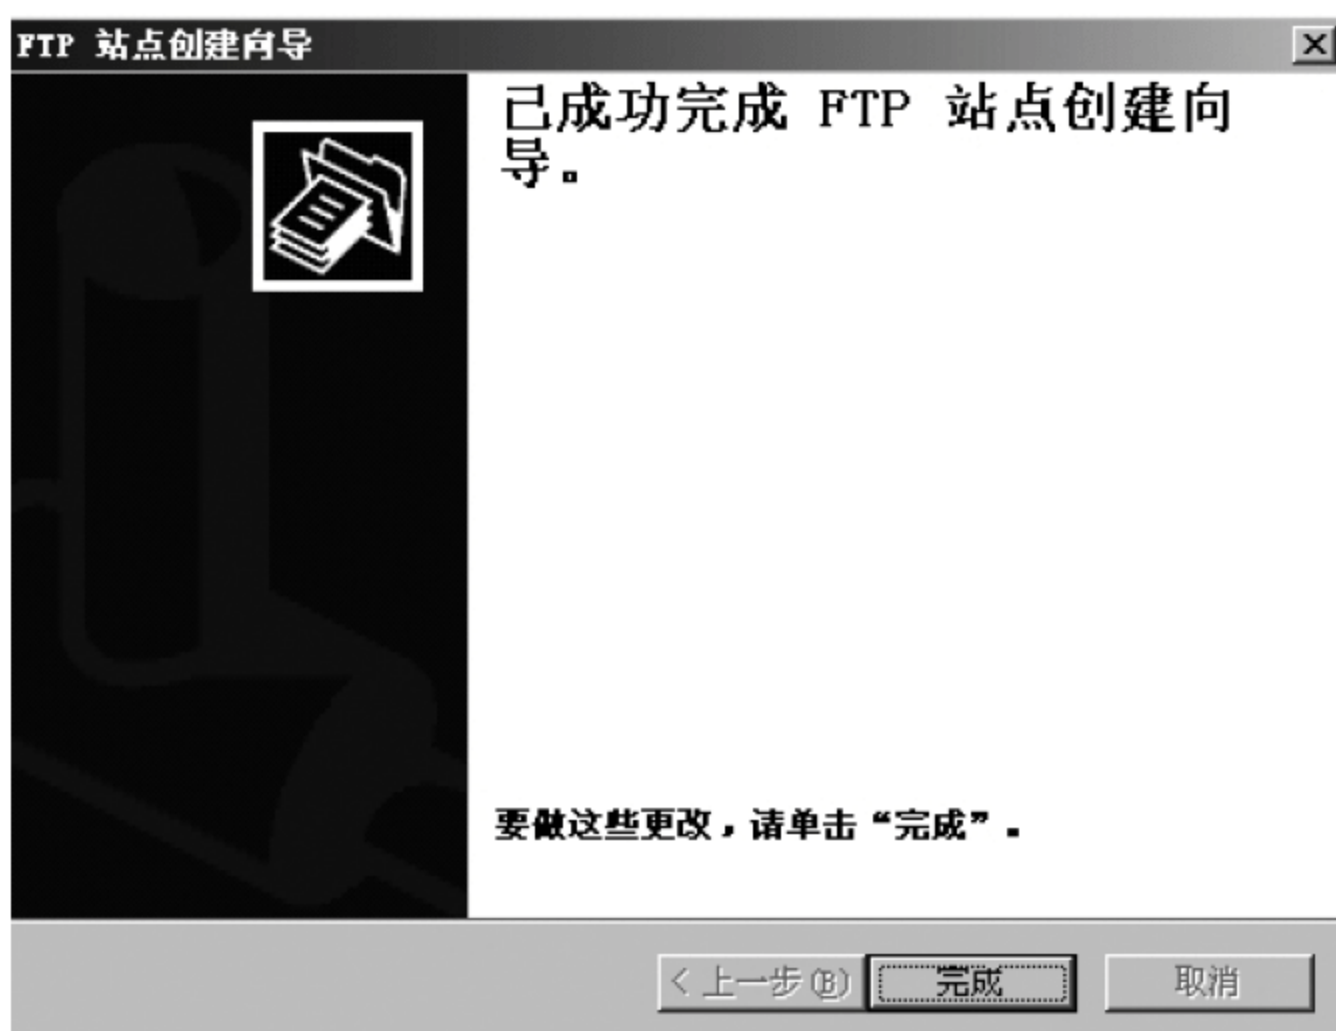 FTP 站点创建向导
已成功完成 FTP 站点创建向
导。
要做这些更改，请单击“完成”。
< 上一步(B)
完成
取消